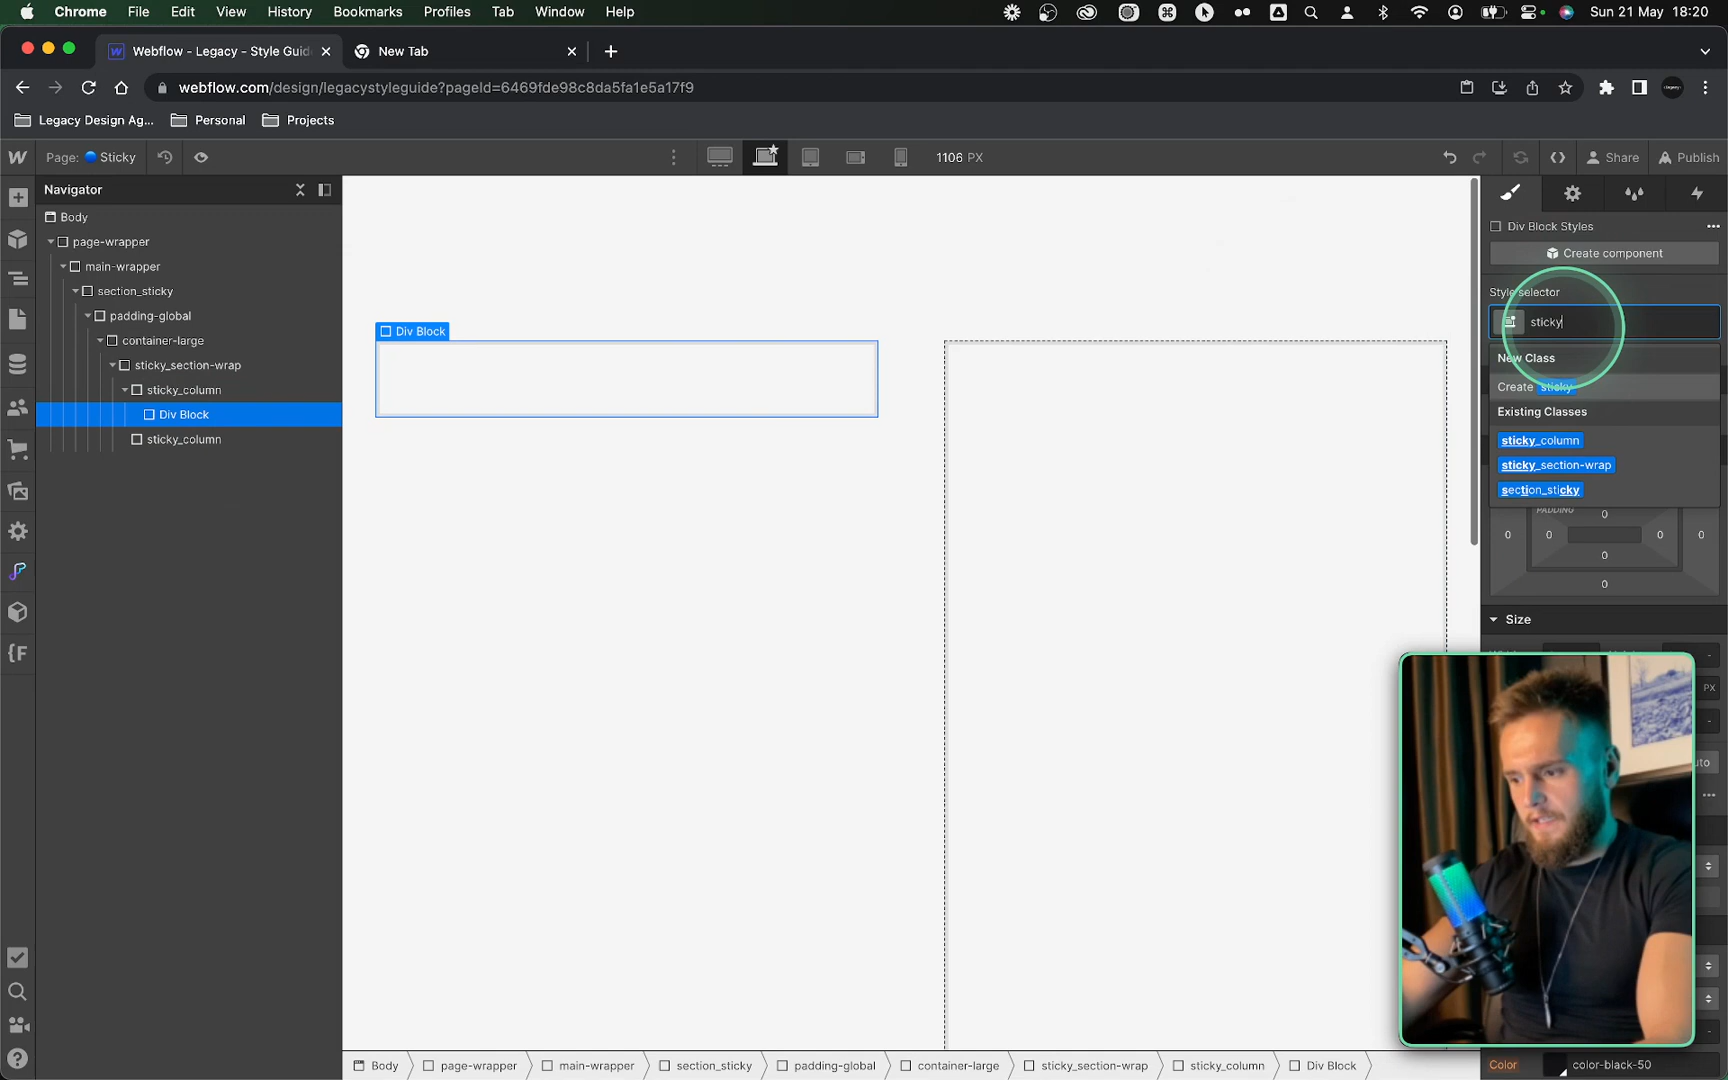 Chrome File Edit View History Bookmarks Profiles Tab Window Help Sun 21 May 18:20
Webflow - Legacy - Style Guid New Tab
webflow.com/design/legacystyleguide?pageId=6469fde98c8da5fa1e5a17f9
Legacy Design Ag... Personal Projects
Page: Sticky 1106 PX Share Publish
Navigator
Body
page-wrapper
main-wrapper
section_sticky
padding-global
container-large
sticky_section-wrap
sticky_column
Div Block
sticky_column
Div Block
Div Block Styles
Create component
Style selector
sticky
New Class
Create sticky
Existing Classes
sticky_column
sticky_section-wrap
section_sticky
PADDING 0
0 0 0 0
0
0
Size
PX
Color color-black-50
Body page-wrapper main-wrapper section_sticky padding-global container-large sticky_section-wrap sticky_column Div Block